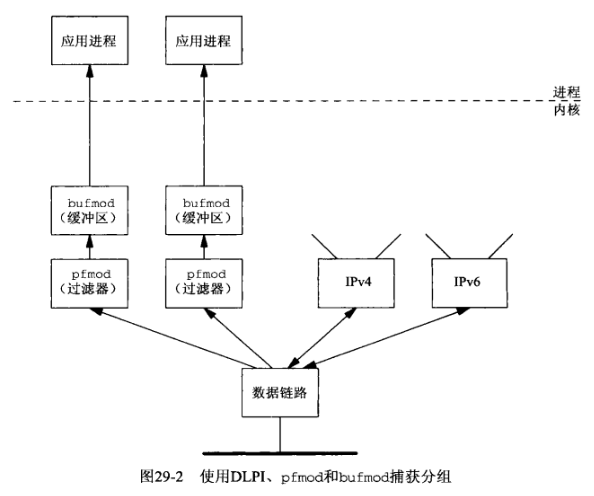 应用进程
应用进程
进程
内核
bufmod
（缓冲区）
bufmod
（缓冲区）
pfmod
（过滤器）
pfmod
（过滤器）
IPv4
IPv6
数据链路
图29-2 使用DLPI、pfmod和bufmod捕获分组